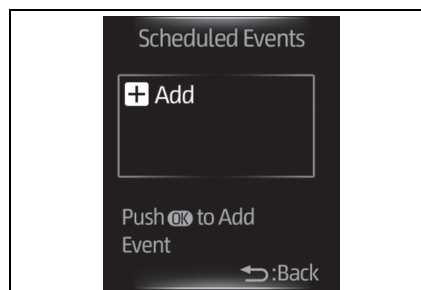 Scheduled Events
+ Add
Push OK to Add
Event
:Back